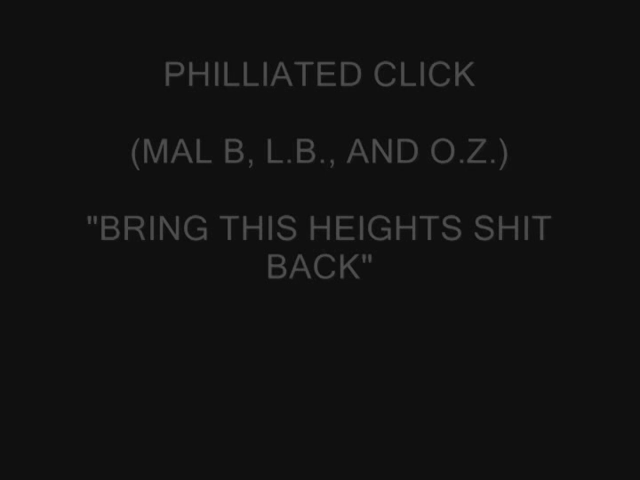 PHILLIATED CLICK
(MAL B, L.B., AND O.Z.)
"BRING THIS HEIGHTS SHIT
BACK"